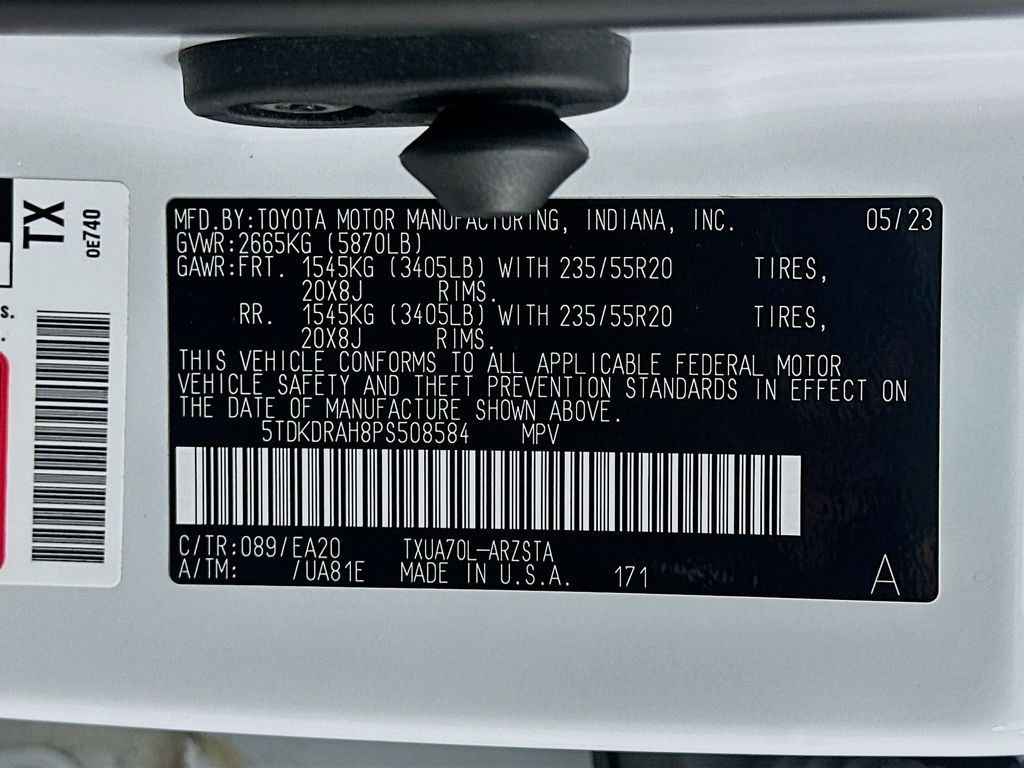 TX
0E740
s.
.
MFD.BY:TOYOTA MOTOR MANUFACTURING, INDIANA, INC. 05/23
GVWR:2665KG (5870LB)
GAWR:FRT. 1545KG (3405LB) WITH 235/55R20 TIRES,
20X8J RIMS.
RR. 1545KG (3405LB) WITH 235/55R20 TIRES,
20X8J RIMS.
THIS VEHICLE CONFORMS TO ALL APPLICABLE FEDERAL MOTOR
VEHICLE SAFETY AND THEFT PREVENTION STANDARDS IN EFFECT ON
THE DATE OF MANUFACTURE SHOWN ABOVE.
5TDKDRAH8PS508584 MPV
C/TR:089/EA20 TXUA70L-ARZSTA
A/TM: /UA81E MADE IN U.S.A. 171 A